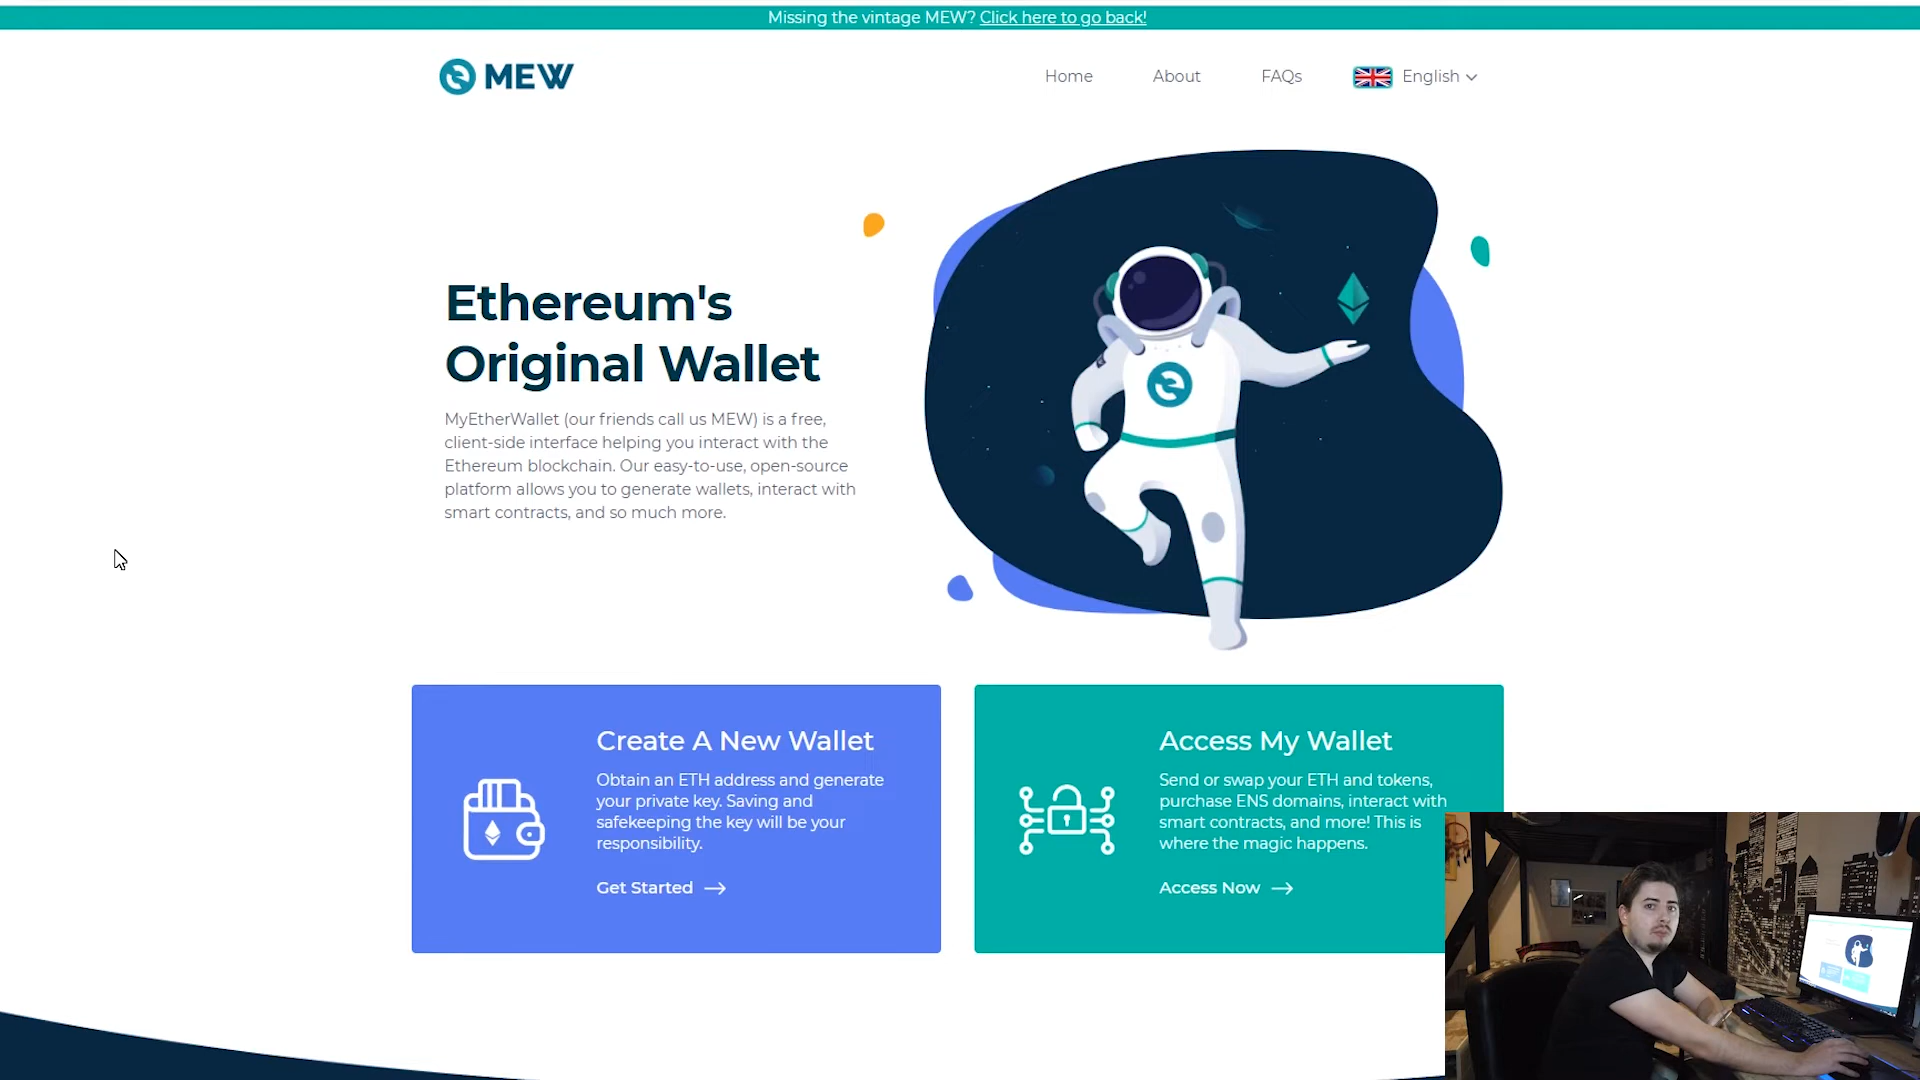 Missing the vintage MEW? Click here to go back!
MEW
Home
About
FAQs
English
Ethereum's
Original Wallet
MyEtherWallet (our friends call us MEW) is a free,
client-side interface helping you interact with the
Ethereum blockchain. Our easy-to-use, open-source
platform allows you to generate wallets, interact with
smart contracts, and so much more.
Create A New Wallet
Obtain an ETH address and generate
your private key. Saving and
safekeeping the key will be your
responsibility.
Get Started
Access My Wallet
Send or swap your ETH and tokens,
purchase ENS domains, interact with
smart contracts, and more! This is
where the magic happens.
Access Now